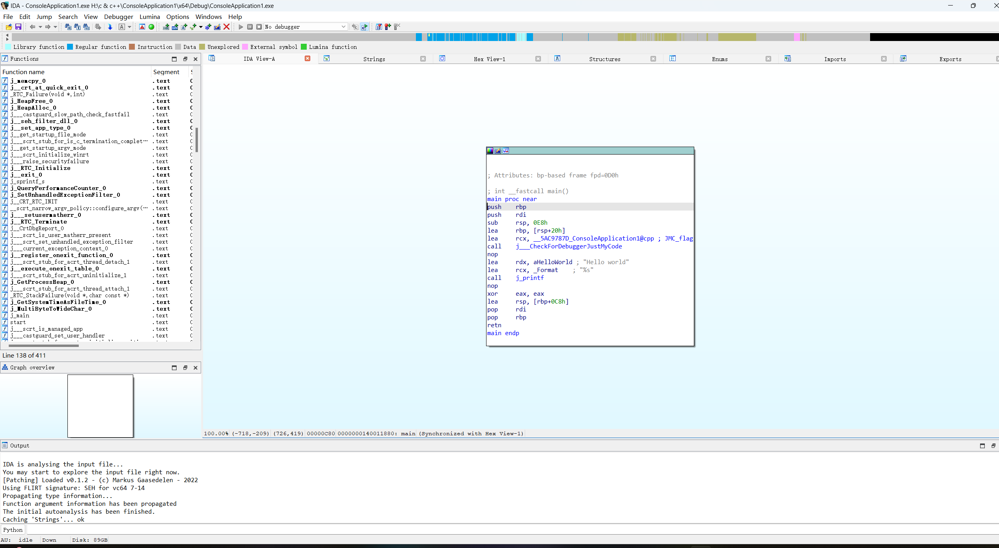 IDA - ConsoleApplication1.exe H:\c & c++\ConsoleApplication1\x64\Debug\ConsoleApplication1.exe
File Edit Jump Search View Debugger Lumina Options Windows Help
No debugger
Library function Regular function Instruction Data Unexplored External symbol Lumina function
Functions
Function name Segment
j_memcpy_0 .text
j__crt_at_quick_exit_0 .text
_RTC_Failure(void *,int) .text
j_HeapFree_0 .text
j_HeapAlloc_0 .text
j___castguard_slow_path_check_fastfail .text
j__seh_filter_dll_0 .text
j__set_app_type_0 .text
j__get_startup_file_mode .text
j___scrt_stub_for_is_c_termination_complet… .text
j__get_startup_argv_mode .text
j___scrt_initialize_winrt .text
j___raise_securityfailure .text
j__RTC_Initialize .text
j__exit_0 .text
j_sprintf_s .text
j_QueryPerformanceCounter_0 .text
j_SetUnhandledExceptionFilter_0 .text
j__CRT_RTC_INIT .text
__scrt_narrow_argv_policy::configure_argv(… .text
j___setusermatherr_0 .text
j__RTC_Terminate .text
j__CrtDbgReport_0 .text
j___scrt_is_user_matherr_present .text
j___scrt_set_unhandled_exception_filter .text
j___current_exception_context_0 .text
j__register_onexit_function_0 .text
j___scrt_stub_for_acrt_thread_detach_1 .text
j__execute_onexit_table_0 .text
j___scrt_stub_for_acrt_uninitialize_1 .text
j_GetProcessHeap_0 .text
j___scrt_stub_for_acrt_thread_attach_1 .text
_RTC_StackFailure(void *,char const *) .text
j_GetSystemTimeAsFileTime_0 .text
j_MultiByteToWideChar_0 .text
j_main .text
start .text
j___scrt_is_managed_app .text
j___castguard_set_user_handler .text
Line 138 of 411
Graph overview
IDA View-A Strings Hex View-1 Structures Enums Imports Exports
; Attributes: bp-based frame fpd=0D0h
; int __fastcall main()
main proc near
push rbp
push rdi
sub rsp, 0E8h
lea rbp, [rsp+20h]
lea rcx, __5AC9787D_ConsoleApplication1@cpp ; JMC_flag
call j___CheckForDebuggerJustMyCode
nop
lea rdx, aHelloWorld ; "Hello world"
lea rcx, _Format ; "%s"
call j_printf
nop
xor eax, eax
lea rsp, [rbp+0C8h]
pop rdi
pop rbp
retn
main endp
100.00% (-718,-209) (726,419) 00000C80 0000000140011880: main (Synchronized with Hex View-1)
Output
IDA is analysing the input file...
You may start to explore the input file right now.
[Patching] Loaded v0.1.2 - (c) Markus Gaasedelen - 2022
Using FLIRT signature: SEH for vc64 7-14
Propagating type information...
Function argument information has been propagated
The initial autoanalysis has been finished.
Caching 'Strings'... ok
Python
AU: idle Down Disk: 89GB